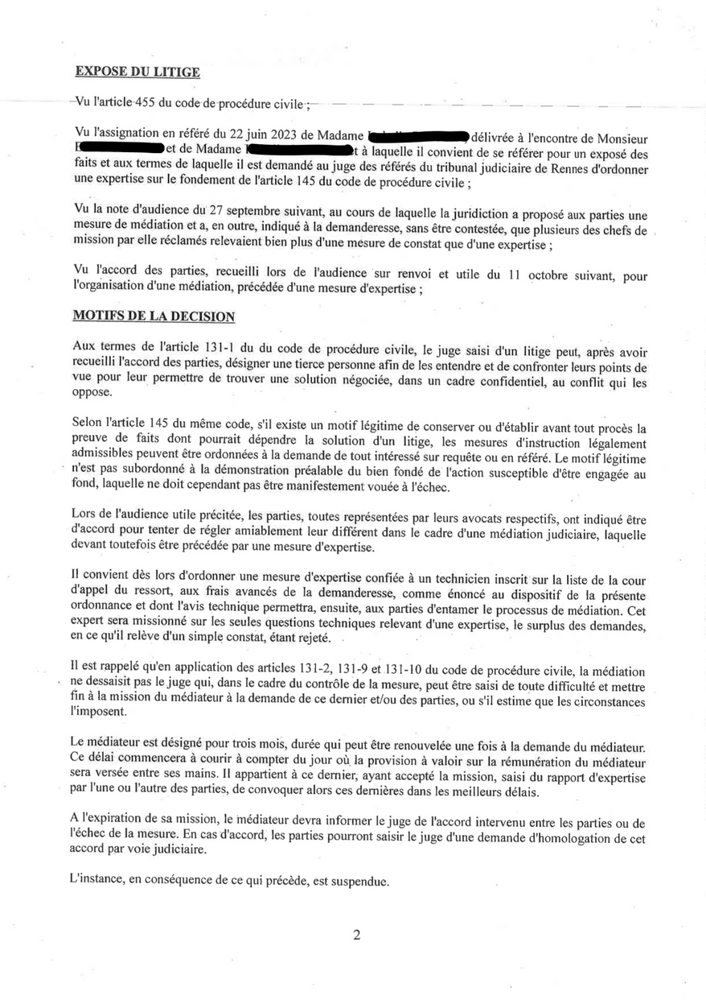 EXPOSE DU LITIGE
Vu l'article 455 du code de procédure civile ;
Vu l'assignation en référé du 22 juin 2023 de Madame délivrée à l'encontre de Monsieur
et de Madame à laquelle il convient de se référer pour un exposé des
faits et aux termes de laquelle il est demandé au juge des référés du tribunal judiciaire de Rennes d'ordonner
une expertise sur le fondement de l'article 145 du code de procédure civile ;
Vu la note d'audience du 27 septembre suivant, au cours de laquelle la juridiction a proposé aux parties une
mesure de médiation et a, en outre, indiqué à la demanderesse, sans être contestée, que plusieurs des chefs de
mission par elle réclamés relevaient bien plus d'une mesure de constat que d'une expertise ;
Vu l'accord des parties, recueilli lors de l'audience sur renvoi et utile du 11 octobre suivant, pour
l'organisation d'une médiation, précédée d'une mesure d'expertise ;
MOTIFS DE LA DECISION
Aux termes de l'article 131-1 du du code de procédure civile, le juge saisi d'un litige peut, après avoir
recueilli l'accord des parties, désigner une tierce personne afin de les entendre et de confronter leurs points de
vue pour leur permettre de trouver une solution négociée, dans un cadre confidentiel, au conflit qui les
oppose.
Selon l'article 145 du même code, s'il existe un motif légitime de conserver ou d'établir avant tout procès la
preuve de faits dont pourrait dépendre la solution d'un litige, les mesures d'instruction légalement
admissibles peuvent être ordonnées à la demande de tout intéressé sur requête ou en référé. Le motif légitime
n'est pas subordonné à la démonstration préalable du bien fondé de l'action susceptible d'être engagée au
fond, laquelle ne doit cependant pas être manifestement vouée à l'échec.
Lors de l'audience utile précitée, les parties, toutes représentées par leurs avocats respectifs, ont indiqué être
d'accord pour tenter de régler amiablement leur différent dans le cadre d'une médiation judiciaire, laquelle
devant toutefois être précédée par une mesure d'expertise.
Il convient dès lors d'ordonner une mesure d'expertise confiée à un technicien inscrit sur la liste de la cour
d'appel du ressort, aux frais avancés de la demanderesse, comme énoncé au dispositif de la présente
ordonnance et dont l'avis technique permettra, ensuite, aux parties d'entamer le processus de médiation. Cet
expert sera missionné sur les seules questions techniques relevant d'une expertise, le surplus des demandes,
en ce qu'il relève d'un simple constat, étant rejeté.
Il est rappelé qu'en application des articles 131-2, 131-9 et 131-10 du code de procédure civile, la médiation
ne dessaisit pas le juge qui, dans le cadre du contrôle de la mesure, peut être saisi de toute difficulté et mettre
fin à la mission du médiateur à la demande de ce dernier et/ou des parties, ou s'il estime que les circonstances
l'imposent.
Le médiateur est désigné pour trois mois, durée qui peut être renouvelée une fois à la demande du médiateur.
Ce délai commencera à courir à compter du jour où la provision à valoir sur la rémunération du médiateur
sera versée entre ses mains. Il appartient à ce dernier, ayant accepté la mission, saisi du rapport d'expertise
par l'une ou l'autre des parties, de convoquer alors ces dernières dans les meilleurs délais.
A l'expiration de sa mission, le médiateur devra informer le juge de l'accord intervenu entre les parties ou de
l'échec de la mesure. En cas d'accord, les parties pourront saisir le juge d'une demande d'homologation de cet
accord par voie judiciaire.
L'instance, en conséquence de ce qui précède, est suspendue.
2